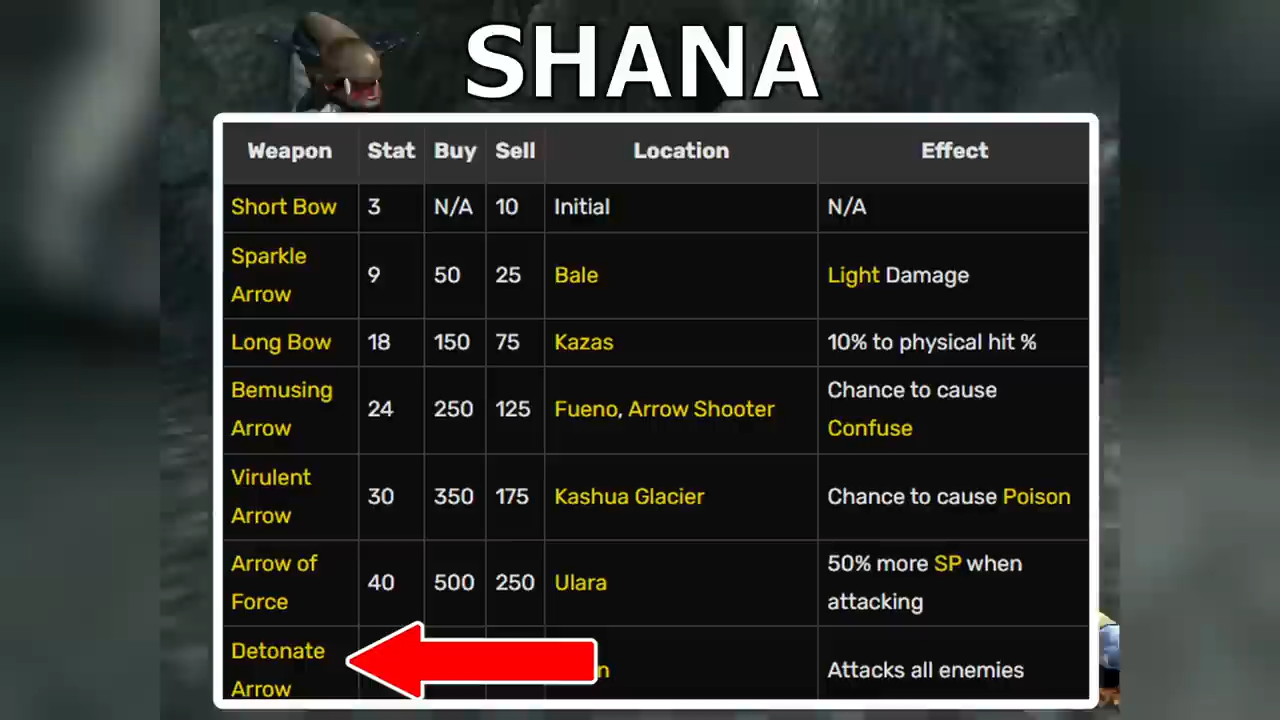 SHANA
Weapon Stat Buy Sell Location Effect
Short Bow 3 N/A 10 Initial N/A
Sparkle
Arrow 9 50 25 Bale Light Damage
Long Bow 18 150 75 Kazas 10% to physical hit %
Bemusing
Arrow 24 250 125 Fueno, Arrow Shooter Chance to cause
Confuse
Virulent
Arrow 30 350 175 Kashua Glacier Chance to cause Poison
Arrow of
Force 40 500 250 Ulara 50% more SP when
attacking
Detonate
Arrow Attacks all enemies